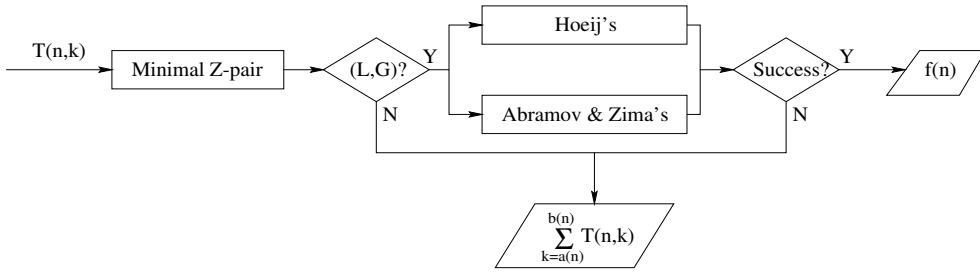 T(n,k)
Minimal Z-pair
(L,G)?
Y
N
Hoeij's
Abramov & Zima's
Success?
Y
N
f(n)
b(n)
∑ T(n,k)
k=a(n)